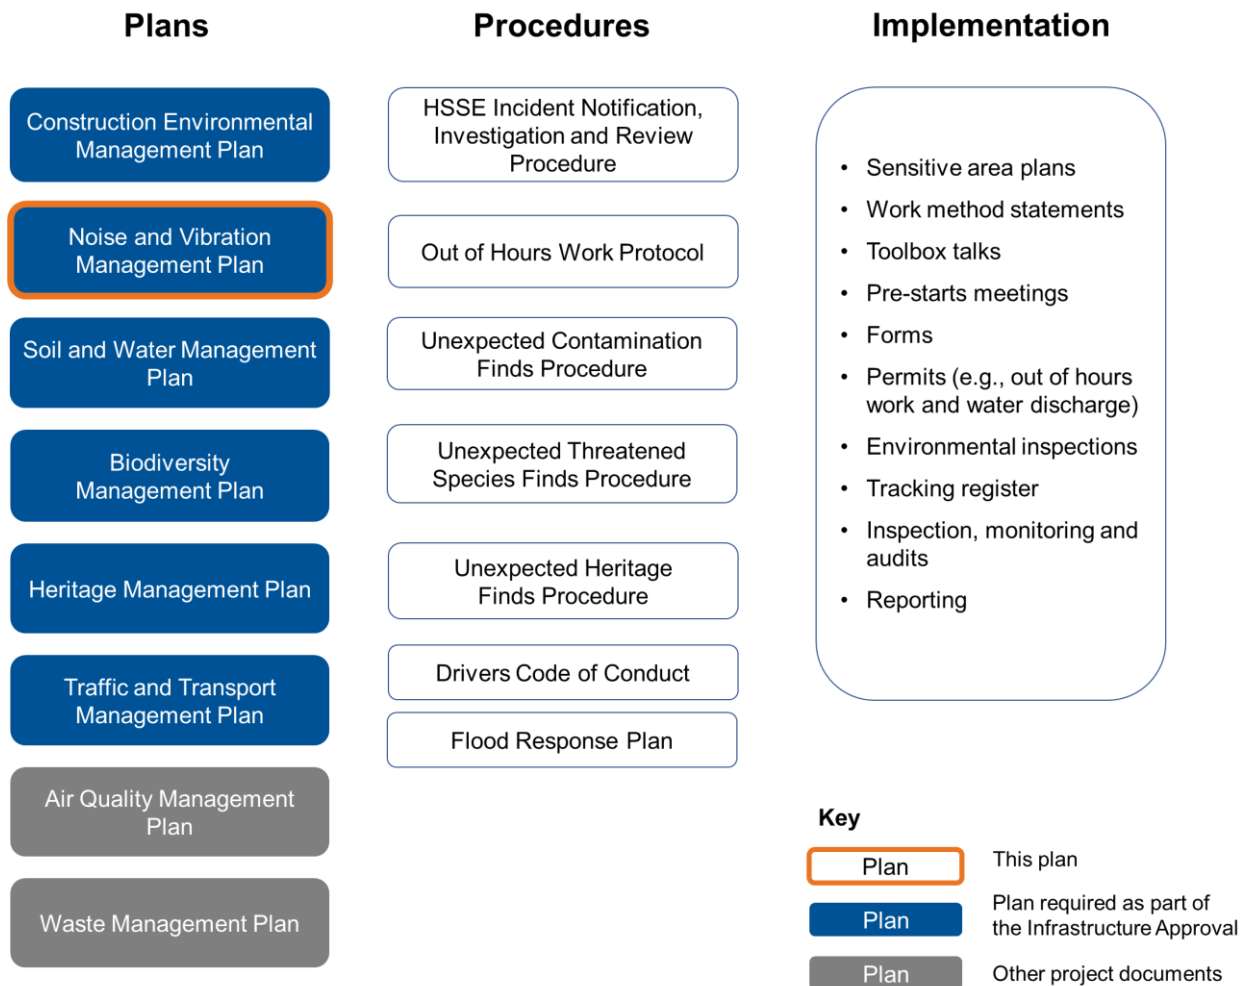 Plans
Construction Environmental
Management Plan
Noise and Vibration
Management Plan
Soil and Water Management
Plan
Biodiversity
Management Plan
Heritage Management Plan
Traffic and Transport
Management Plan
Air Quality Management
Plan
Waste Management Plan
Procedures
HSSE Incident Notification,
Investigation and Review
Procedure
Out of Hours Work Protocol
Unexpected Contamination
Finds Procedure
Unexpected Threatened
Species Finds Procedure
Unexpected Heritage
Finds Procedure
Drivers Code of Conduct
Flood Response Plan
Implementation
• Sensitive area plans
• Work method statements
• Toolbox talks
• Pre-starts meetings
• Forms
• Permits (e.g., out of hours
work and water discharge)
• Environmental inspections
• Tracking register
• Inspection, monitoring and
audits
• Reporting
Key
Plan
This plan
Plan
Plan required as part of
the Infrastructure Approval
Plan
Other project documents